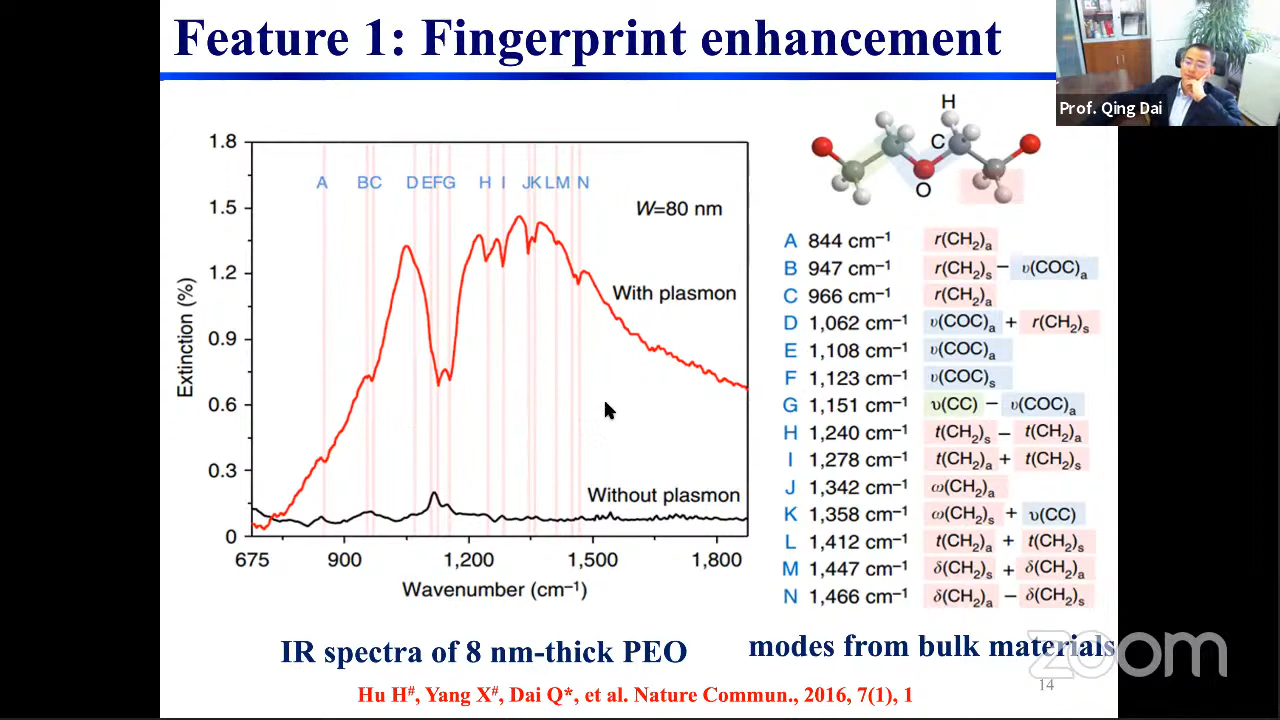 Feature 1: Fingerprint enhancement
Prof. Qing Dai
1.8
1.5
1.2
0.9
0.6
0.3
0
Extinction (%)
A B C D E F G H I J K L M N
W=80 nm
With plasmon
Without plasmon
675 900 1,200 1,500 1,800
Wavenumber (cm⁻¹)
H
C
O
A 844 cm⁻¹ r(CH₂)ₐ
B 947 cm⁻¹ r(CH₂)ₛ − υ(COC)ₐ
C 966 cm⁻¹ r(CH₂)ₐ
D 1,062 cm⁻¹ υ(COC)ₐ + r(CH₂)ₛ
E 1,108 cm⁻¹ υ(COC)ₐ
F 1,123 cm⁻¹ υ(COC)ₛ
G 1,151 cm⁻¹ υ(CC) − υ(COC)ₐ
H 1,240 cm⁻¹ t(CH₂)ₛ − t(CH₂)ₐ
I 1,278 cm⁻¹ t(CH₂)ₐ + t(CH₂)ₛ
J 1,342 cm⁻¹ ω(CH₂)ₐ
K 1,358 cm⁻¹ ω(CH₂)ₛ + υ(CC)
L 1,412 cm⁻¹ t(CH₂)ₐ + t(CH₂)ₛ
M 1,447 cm⁻¹ δ(CH₂)ₛ + δ(CH₂)ₐ
N 1,466 cm⁻¹ δ(CH₂)ₐ − δ(CH₂)ₛ
IR spectra of 8 nm-thick PEO
modes from bulk materials
zoom
Hu H#, Yang X#, Dai Q*, et al. Nature Commun., 2016, 7(1), 1
14